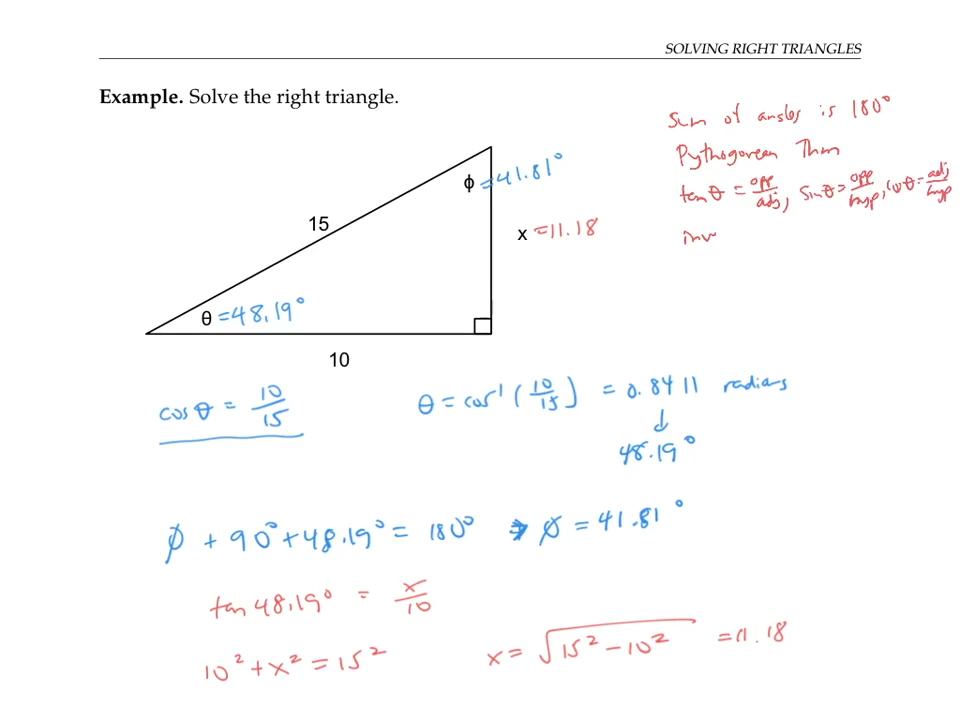 SOLVING RIGHT TRIANGLES
Example. Solve the right triangle.
Sum of angles is 180°
Pythogorean Thm
tan θ = opp/adj, sin θ = opp/hyp, cos θ = adj/hyp
inv
ϕ = 41.81°
15
x = 11.18
θ = 48.19°
10
cos θ = 10/15
θ = cos⁻¹ (10/15) = 0.8411 radians
↓
48.19°
ϕ + 90° + 48.19° = 180° → ϕ = 41.81°
tan 48.19° = x/10
10² + x² = 15²
x = √(15² − 10²) = 11.18